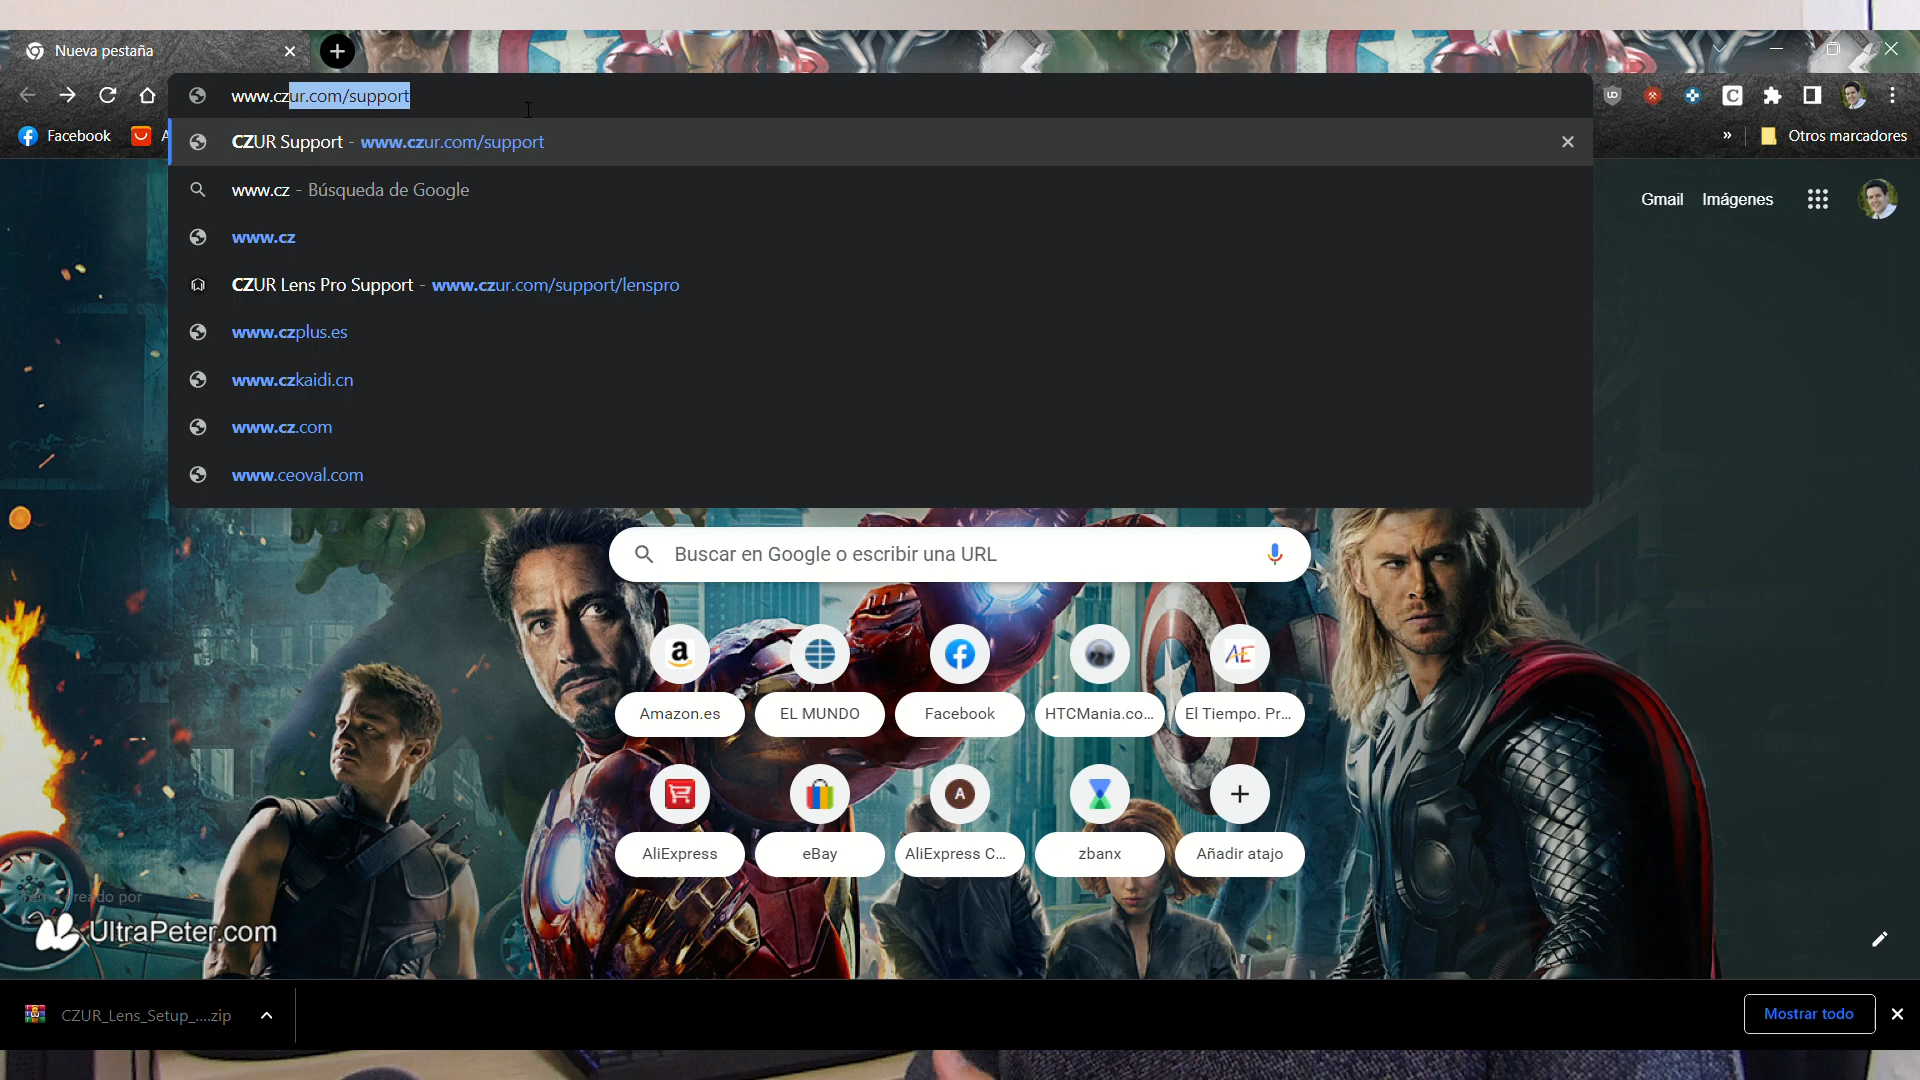 Nueva pestaña
www.czur.com/support
Facebook
A
Otros marcadores
CZUR Support - www.czur.com/support
www.cz - Búsqueda de Google
Gmail Imágenes
www.cz
CZUR Lens Pro Support - www.czur.com/support/lenspro
www.czplus.es
www.czkaidi.cn
www.cz.com
www.ceoval.com
Buscar en Google o escribir una URL
Amazon.es
EL MUNDO
Facebook
HTCMania.co...
El Tiempo. Pr...
AliExpress
eBay
AliExpress C...
zbanx
Añadir atajo
UltraPeter.com
CZUR_Lens_Setup_....zip
Mostrar todo